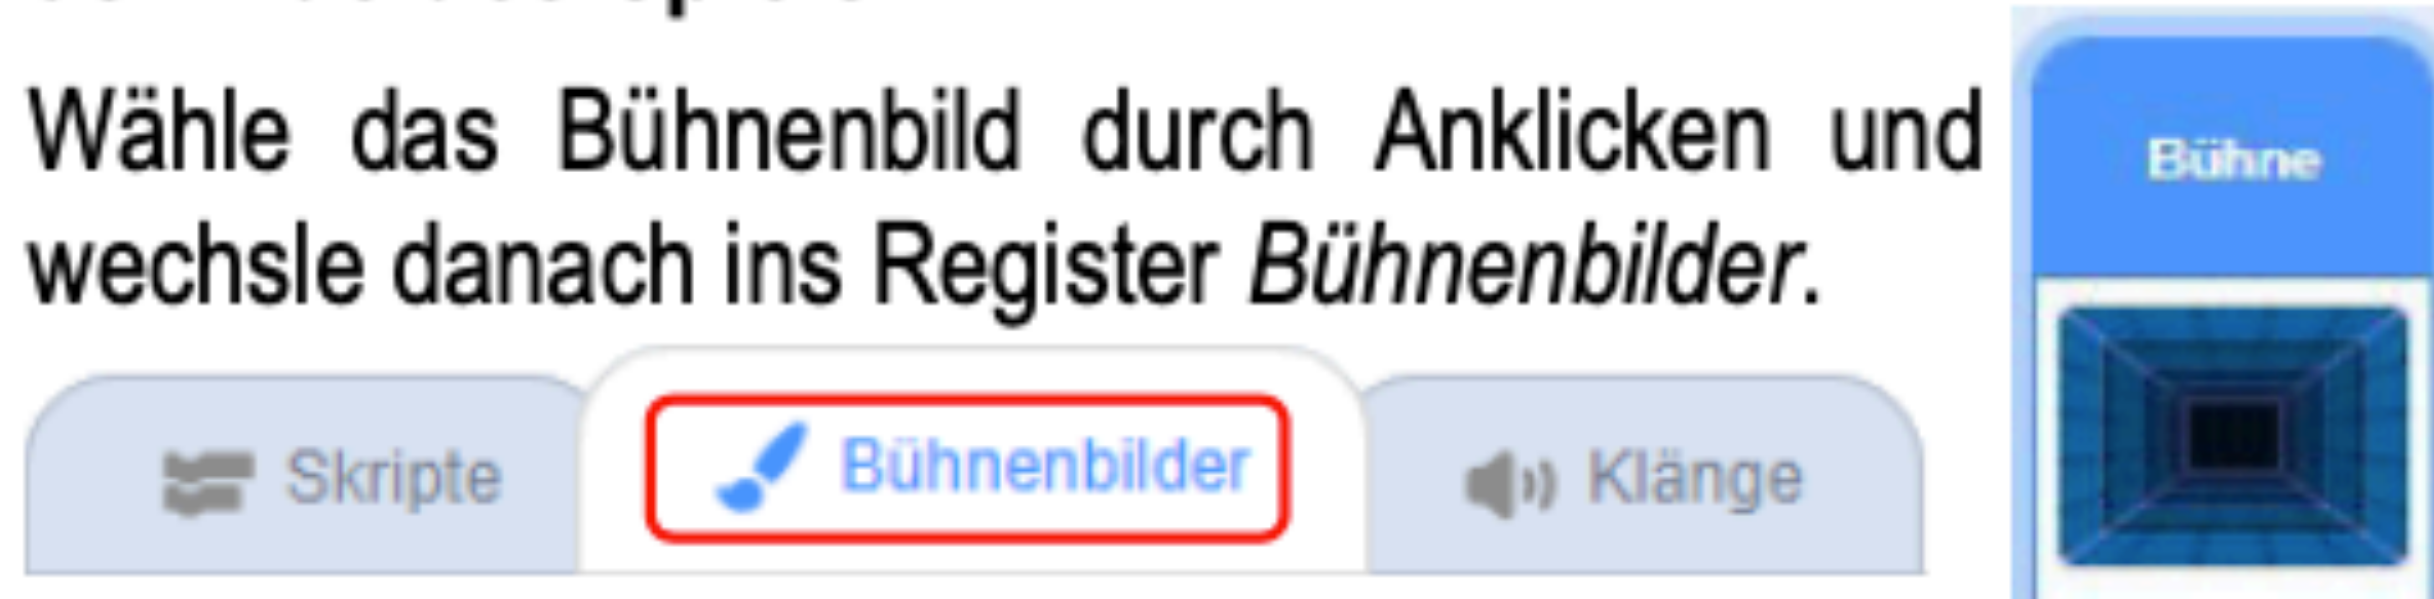 Wähle das Bühnenbild durch Anklicken und
wechsle danach ins Register Bühnenbilder.
Skripte
Bühnenbilder
Klänge
Bühne